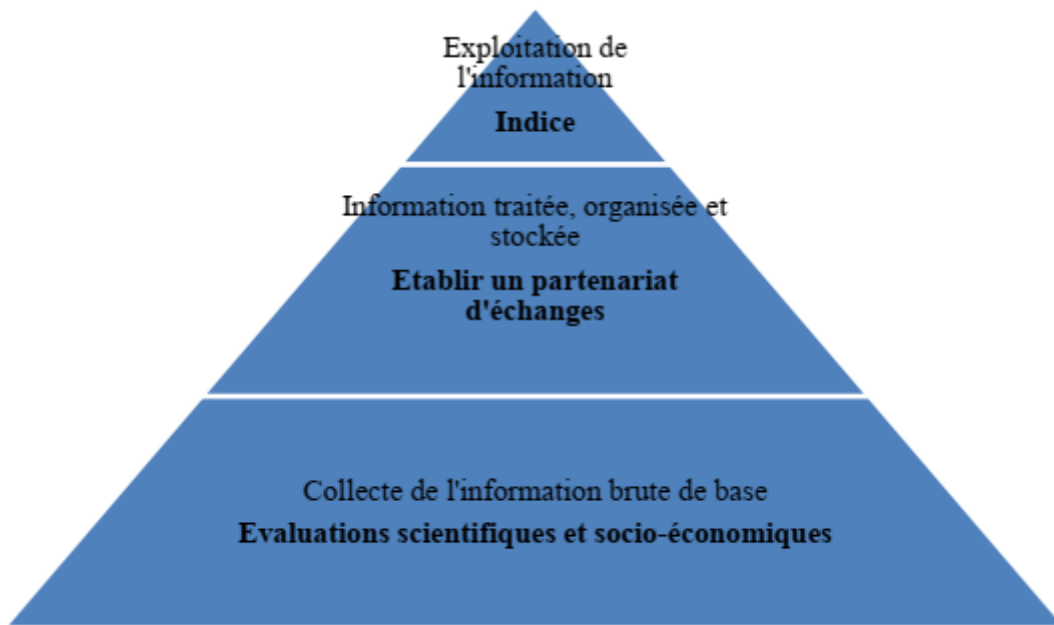 Exploitation de
l'information
Indice
Information traitée, organisée et
stockée
Etablir un partenariat
d'échanges
Collecte de l'information brute de base
Evaluations scientifiques et socio-économiques